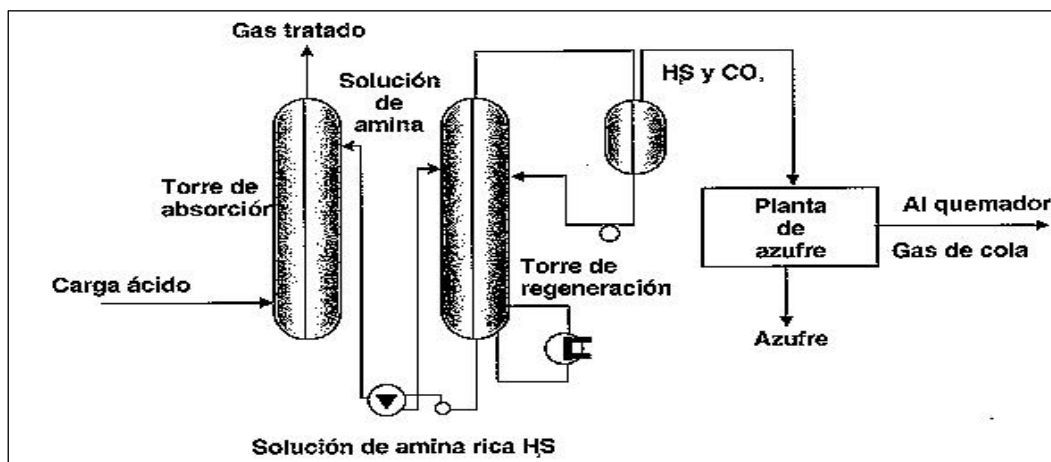 Gas tratado
Solución
de
amina
H₂S y CO₂
Torre de
absorción
Planta
de
azufre
Al quemador
Gas de cola
Torre de
regeneración
Carga ácido
Azufre
Solución de amina rica H₂S